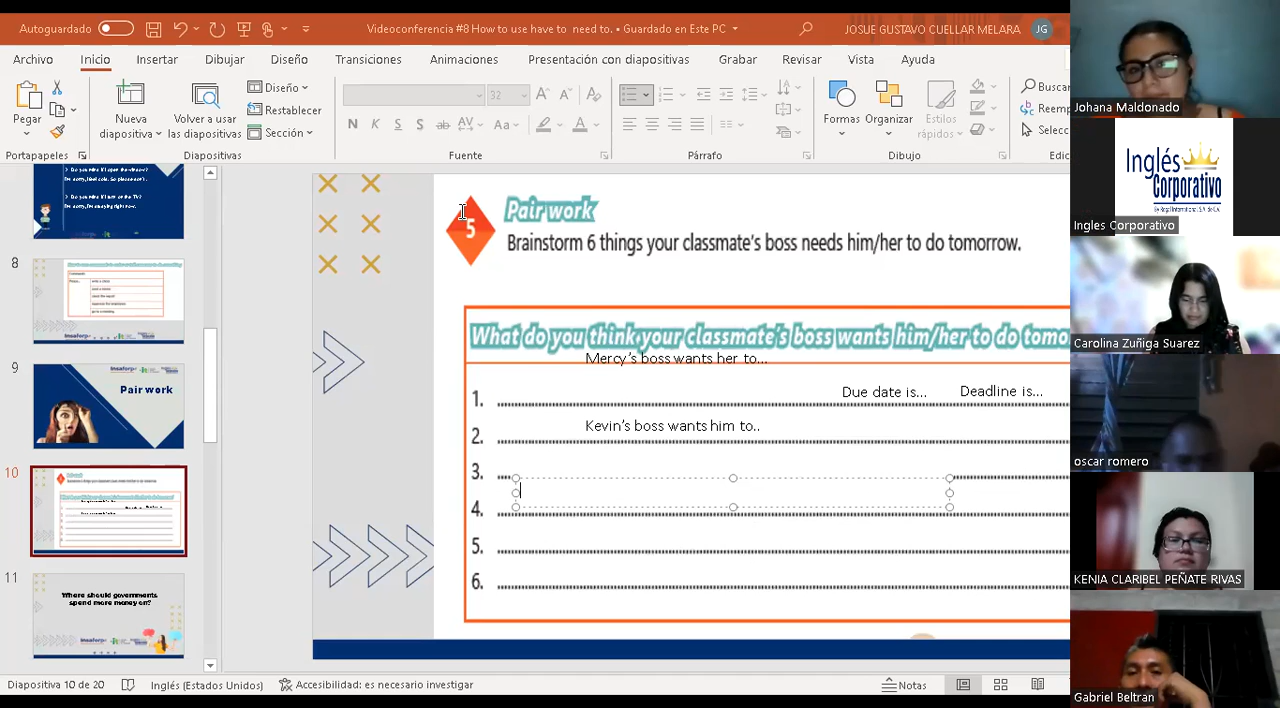 Autoguardado
Videoconferencia #8 How to use have to need to. • Guardado en Este PC
JOSUE GUSTAVO CUELLAR MELARA
JG
Archivo Inicio Insertar Dibujar Diseño Transiciones Animaciones Presentación con diapositivas Grabar Revisar Vista Ayuda
Pegar
Nueva diapositiva
Volver a usar las diapositivas
Diseño
Restablecer
Sección
32
N K S S ab AV Aa A
Formas
Organizar
Estilos rápidos
Buscar
Reemp
Selecc
Portapapeles Diapositivas Fuente Párrafo Dibujo Edic
8
9
Pair work
10
11
Where should governments
spend more money on?
5
Pair work
Brainstorm 6 things your classmate's boss needs him/her to do tomorrow.
What do you think your classmate's boss wants him/her to do tomo
Mercy's boss wants her to...
1.
Due date is... Deadline is...
Kevin's boss wants him to..
2.
3.
4.
5.
6.
Diapositiva 10 de 20
Inglés (Estados Unidos)
Accesibilidad: es necesario investigar
Notas
Johana Maldonado
Inglés
Corporativo
Ingles Corporativo
Carolina Zuñiga Suarez
oscar romero
KENIA CLARIBEL PEÑATE RIVAS
Gabriel Beltran